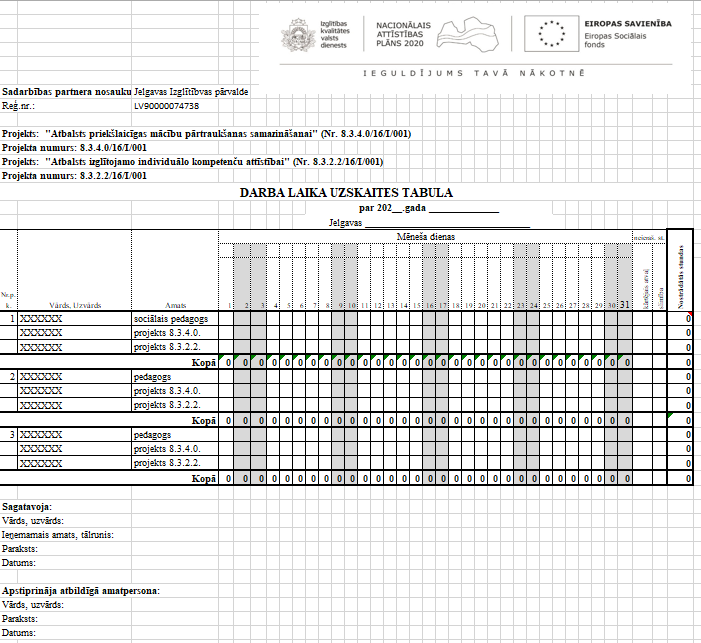 Izglītības
kvalitātes
valsts
dienests
NACIONĀLAIS
ATTĪSTĪBAS
PLĀNS 2020
EIROPAS SAVIENĪBA
Eiropas Sociālais
fonds
IEGULDĪJUMS TAVĀ NĀKOTNĒ
Sadarbības partnera nosauku Jelgavas Izglītībvas pārvalde
Reģ.nr.: LV90000074738
Projekts: "Atbalsts priekšlaicīgas mācību pārtraukšanas samazināšanai" (Nr. 8.3.4.0/16/I/001)
Projekta numurs: 8.3.4.0/16/I/001
Projekts: "Atbalsts izglītojamo individuālo kompetenču attīstībai" (Nr. 8.3.2.2/16/I/001)
Projekta numurs: 8.3.2.2/16/I/001
DARBA LAIKA UZSKAITES TABULA
par 202__.gada ______________
Jelgavas ______________________________
Mēneša dienas
Nr.p.k. Vārds, Uzvārds Amats 1 2 3 4 5 6 7 8 9 10 11 12 13 14 15 16 17 18 19 20 21 22 23 24 25 26 27 28 29 30 31 Nostrādātās stundas
1 XXXXXX sociālais pedagogs 0
XXXXXX projekts 8.3.4.0. 0
XXXXXX projekts 8.3.2.2. 0
Kopā 0 0 0 0 0 0 0 0 0 0 0 0 0 0 0 0 0 0 0 0 0 0 0 0 0 0 0 0 0 0 0 0
2 XXXXXX pedagogs 0
XXXXXX projekts 8.3.4.0. 0
XXXXXX projekts 8.3.2.2. 0
Kopā 0 0 0 0 0 0 0 0 0 0 0 0 0 0 0 0 0 0 0 0 0 0 0 0 0 0 0 0 0 0 0 0
3 XXXXXX pedagogs 0
XXXXXX projekts 8.3.4.0. 0
XXXXXX projekts 8.3.2.2. 0
Kopā 0 0 0 0 0 0 0 0 0 0 0 0 0 0 0 0 0 0 0 0 0 0 0 0 0 0 0 0 0 0 0 0
Sagatavoja:
Vārds, uzvārds:
Ieņemamais amats, tālrunis:
Paraksts:
Datums:
Apstiprināja atbildīgā amatpersona:
Vārds, uzvārds:
Paraksts:
Datums: